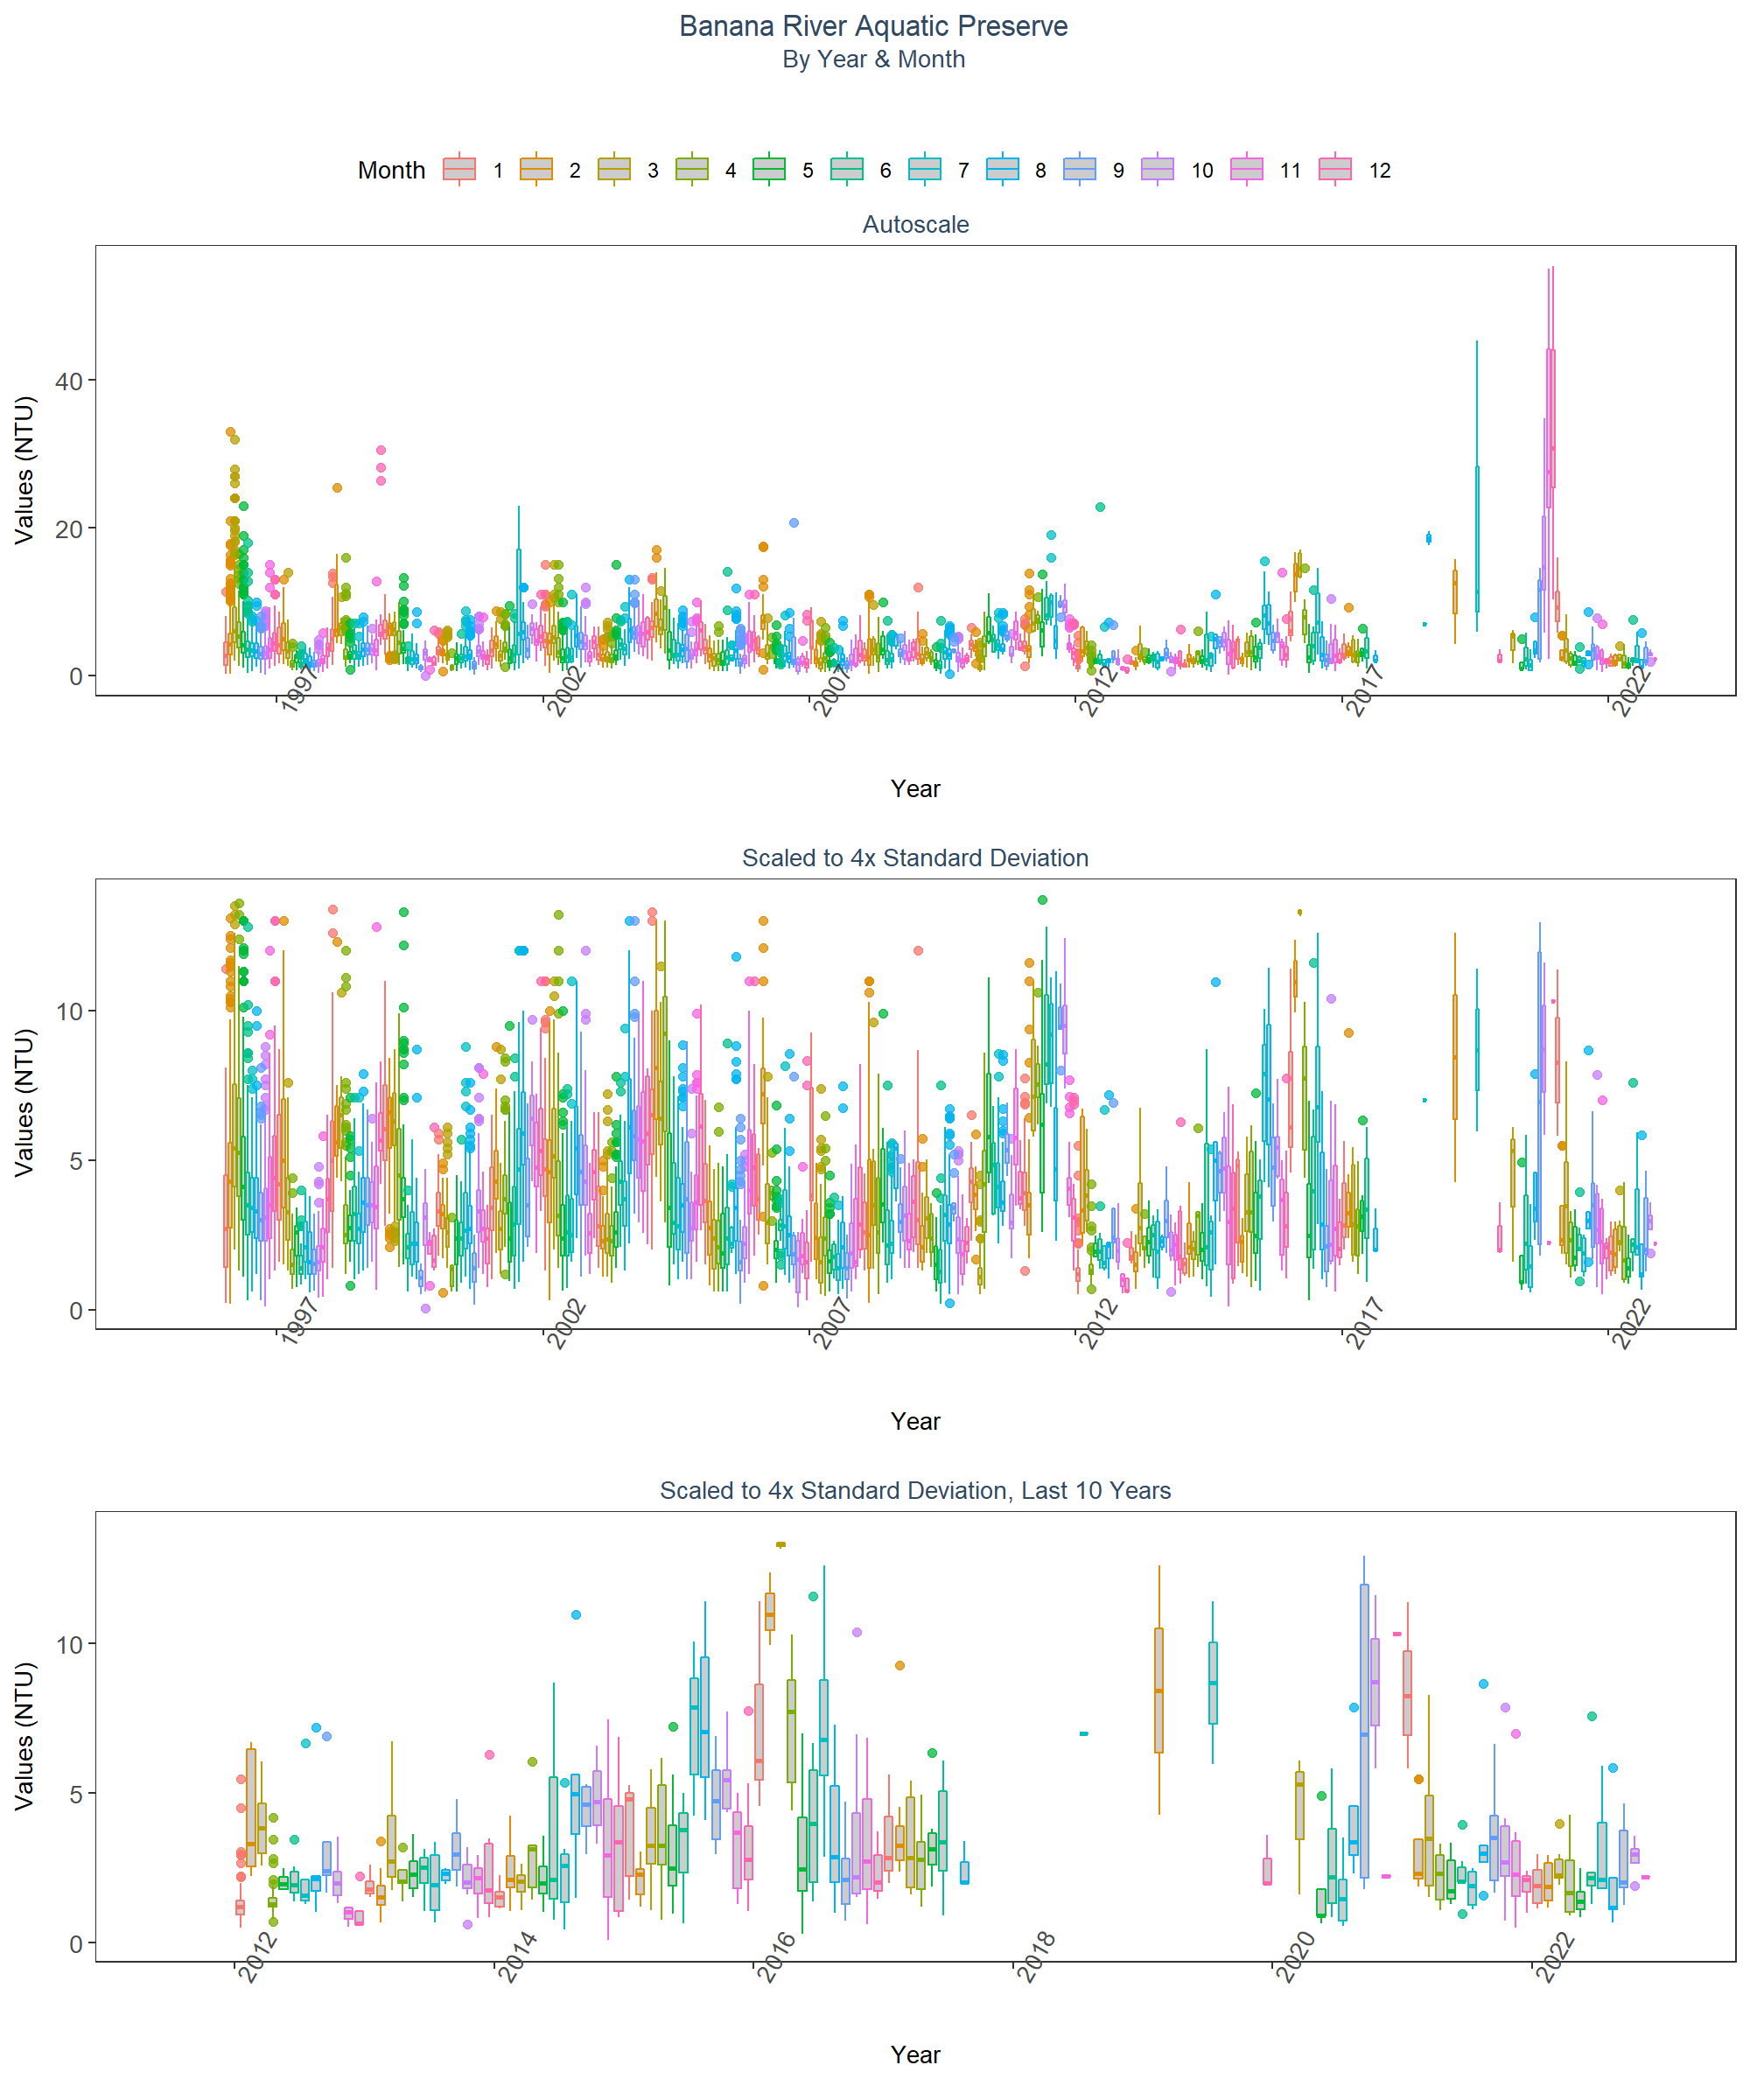 Banana River Aquatic Preserve
By Year & Month
Month 1 2 3 4 5 6 7 8 9 10 11 12
Autoscale
Values (NTU)
40
20
0
1997 2002 2007 2012 2017 2022
Year
Scaled to 4x Standard Deviation
Values (NTU)
10
5
0
1997 2002 2007 2012 2017 2022
Year
Scaled to 4x Standard Deviation, Last 10 Years
Values (NTU)
10
5
0
2012 2014 2016 2018 2020 2022
Year